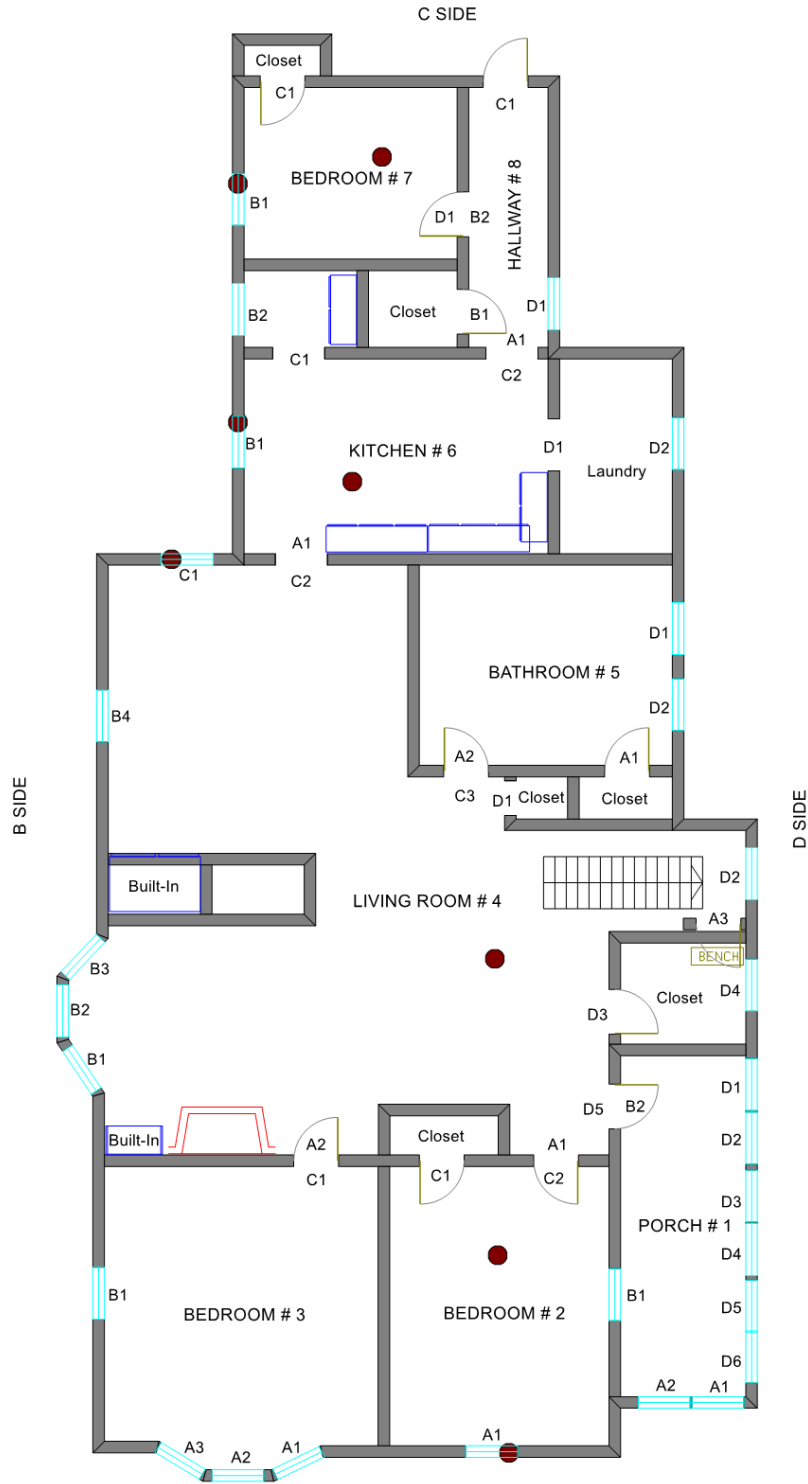 C SIDE
Closet
C1
C1
BEDROOM # 7
HALLWAY # 8
B1
D1
B2
B2
Closet
B1
D1
A1
C1
C2
KITCHEN # 6
B1
D1
D2
Laundry
A1
C1
C2
D1
BATHROOM # 5
B4
D2
A2
A1
C3
D1
Closet
Closet
B SIDE
D SIDE
Built-In
D2
LIVING ROOM # 4
A3
BENCH
B3
D4
Closet
B2
D3
B1
D1
D5
B2
Built-In
A2
Closet
A1
D2
C1
C1
C2
D3
PORCH # 1
D4
B1
B1
BEDROOM # 3
BEDROOM # 2
D5
D6
A2
A1
A3
A2
A1
A1